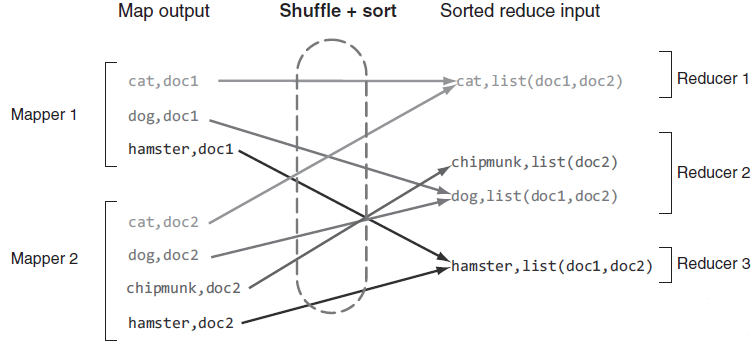 Map output
Shuffle + sort
Sorted reduce input
Mapper 1
cat,doc1
dog,doc1
hamster,doc1
Mapper 2
cat,doc2
dog,doc2
chipmunk,doc2
hamster,doc2
cat,list(doc1,doc2)
Reducer 1
chipmunk,list(doc2)
dog,list(doc1,doc2)
Reducer 2
hamster,list(doc1,doc2)
Reducer 3